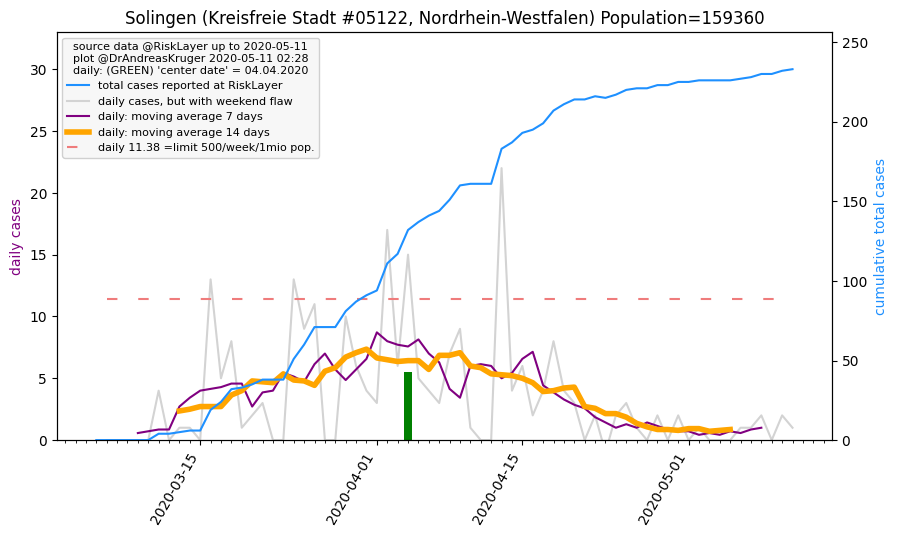 Solingen (Kreisfreie Stadt #05122, Nordrhein-Westfalen) Population=159360
source data @RiskLayer up to 2020-05-11
plot @DrAndreasKruger 2020-05-11 02:28
daily: (GREEN) 'center date' = 04.04.2020
total cases reported at RiskLayer
daily cases, but with weekend flaw
daily: moving average 7 days
daily: moving average 14 days
daily 11.38 =limit 500/week/1mio pop.
daily cases
30
25
20
15
10
5
0
250
200
150
100
50
0
cumulative total cases
2020-03-15
2020-04-01
2020-04-15
2020-05-01